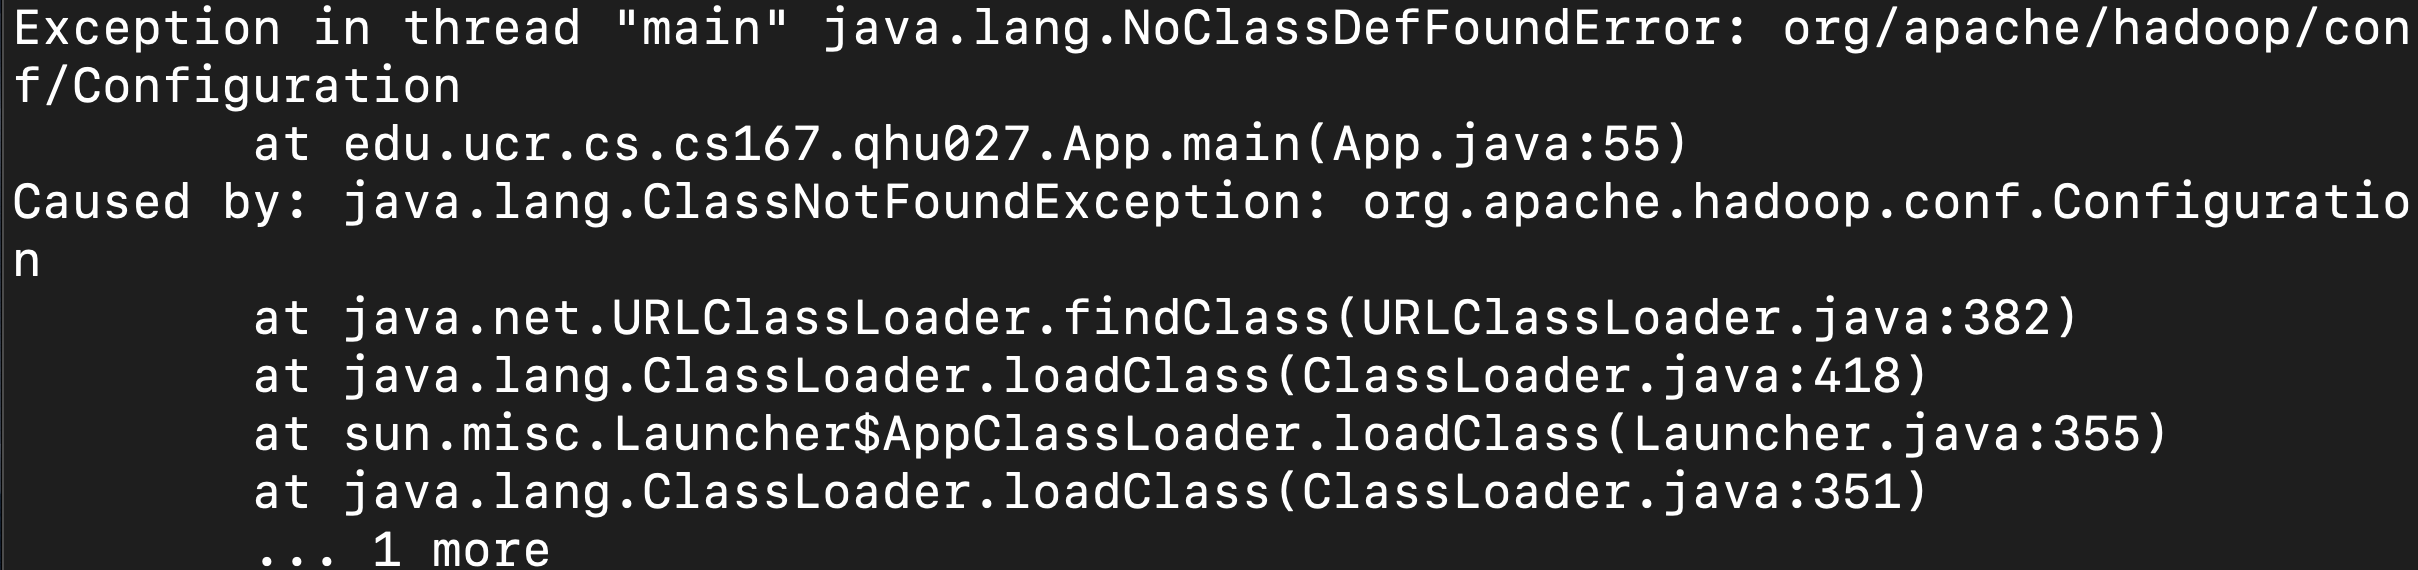 Exception in thread "main" java.lang.NoClassDefFoundError: org/apache/hadoop/con
f/Configuration
        at edu.ucr.cs.cs167.qhu027.App.main(App.java:55)
Caused by: java.lang.ClassNotFoundException: org.apache.hadoop.conf.Configuratio
n
        at java.net.URLClassLoader.findClass(URLClassLoader.java:382)
        at java.lang.ClassLoader.loadClass(ClassLoader.java:418)
        at sun.misc.Launcher$AppClassLoader.loadClass(Launcher.java:355)
        at java.lang.ClassLoader.loadClass(ClassLoader.java:351)
        ... 1 more